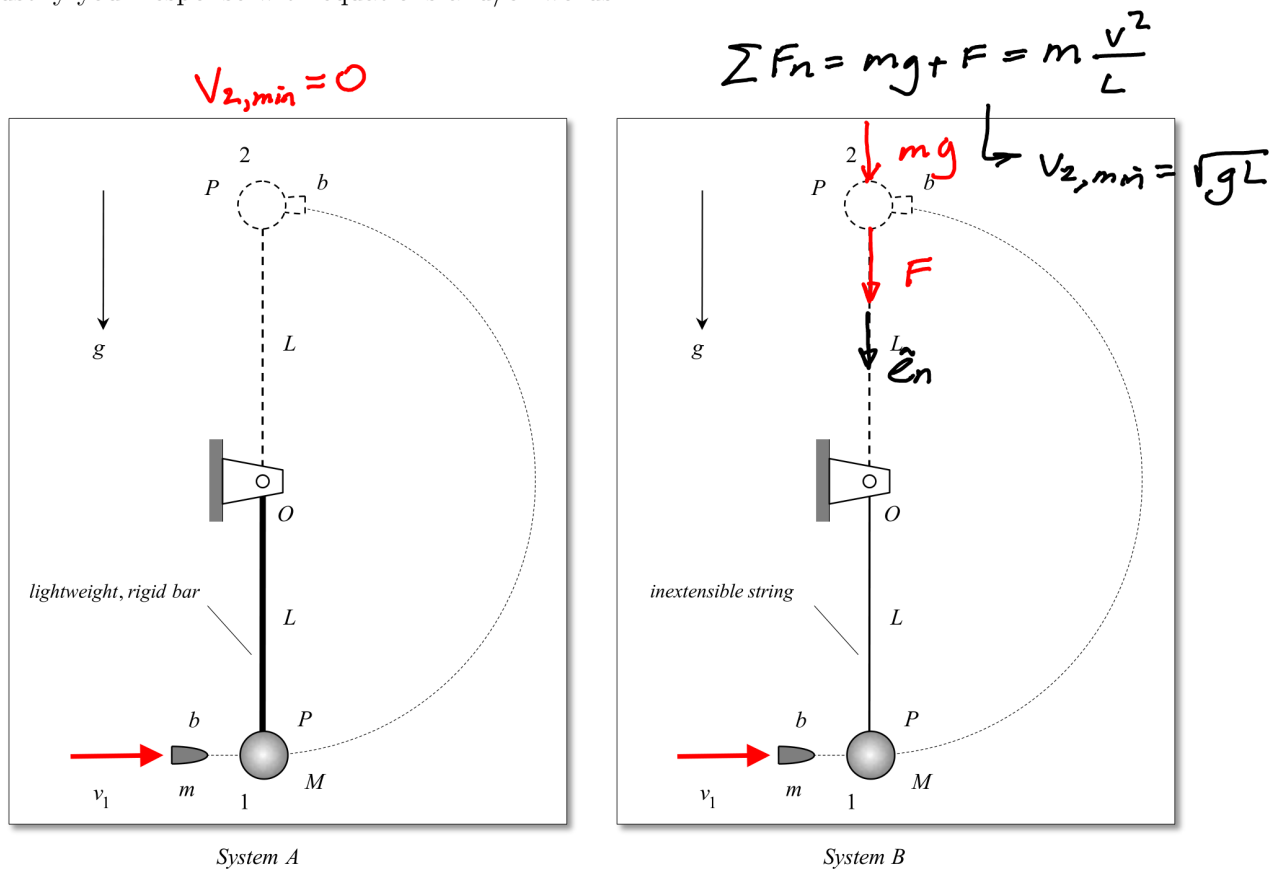 V2,min = 0
ΣFn = mg + F = m v²/L
V2,min = √gL
2
P
b
g
L
O
lightweight, rigid bar
L
b
P
v1
m
1
M
System A
2
mg
P
b
F
g
L
ên
O
inextensible string
L
b
P
v1
m
1
M
System B